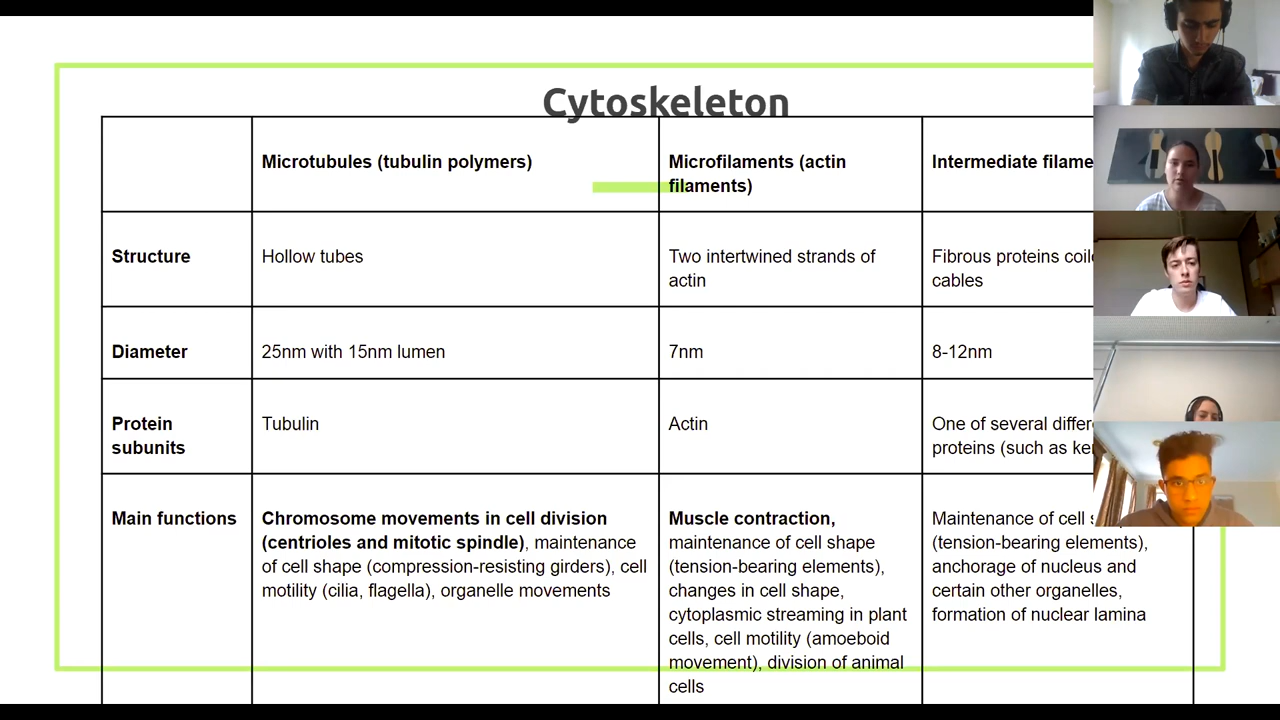 Cytoskeleton
Microtubules (tubulin polymers)
Microfilaments (actin
filaments)
Intermediate
Structure
Hollow tubes
Two intertwined strands of
actin
Fibrous proteins
cables
Diameter
25nm with 15nm lumen
7nm
8-12nm
Protein
subunits
Tubulin
Actin
One of several
proteins (such as
Main functions
Chromosome movements in cell division
(centrioles and mitotic spindle), maintenance
of cell shape (compression-resisting girders), cell
motility (cilia, flagella), organelle movements
Muscle contraction,
maintenance of cell shape
(tension-bearing elements),
changes in cell shape,
cytoplasmic streaming in plant
cells, cell motility (amoeboid
movement), division of animal
cells
Maintenance of cell
(tension-bearing elements),
anchorage of nucleus and
certain other organelles,
formation of nuclear lamina